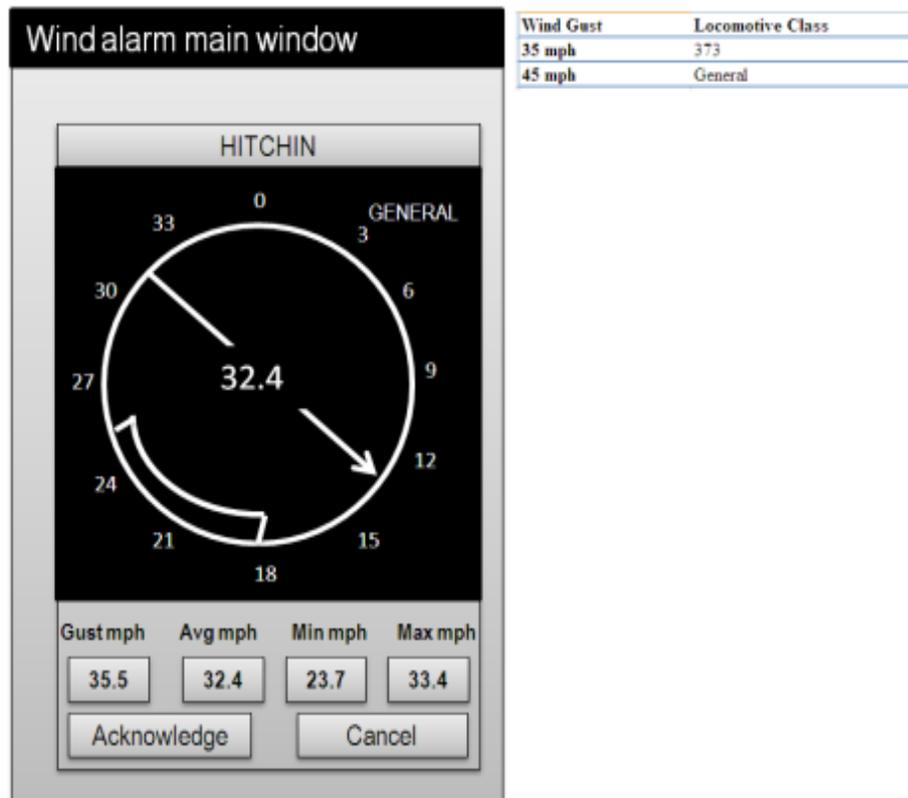 Wind alarm main window
HITCHIN
GENERAL
0
3
6
9
12
15
18
21
24
27
30
33
32.4
Gust mph Avg mph Min mph Max mph
35.5 32.4 23.7 33.4
Acknowledge Cancel
Wind Gust Locomotive Class
35 mph 373
45 mph General